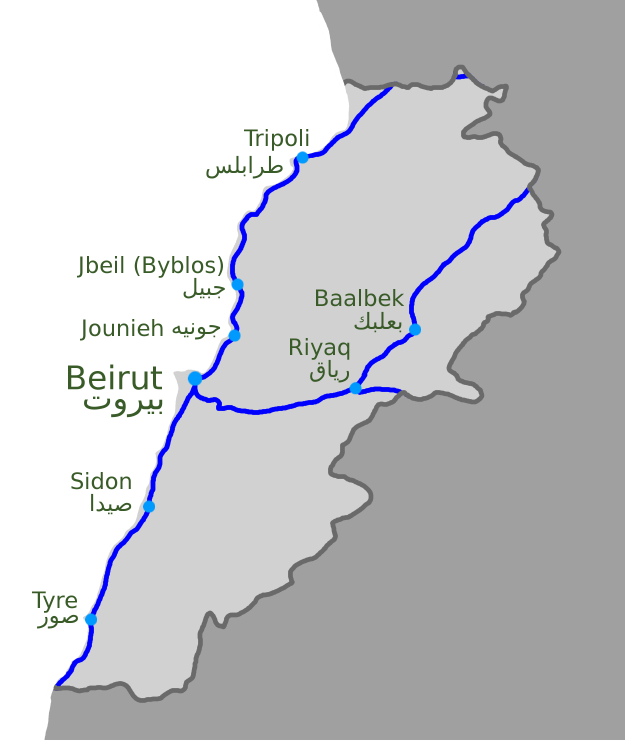 Tripoli
طرابلس
Jbeil (Byblos)
جبيل
Baalbek
بعلبك
Jounieh جونيه
Riyaq
رياق
Beirut
بيروت
Sidon
صيدا
Tyre
صور